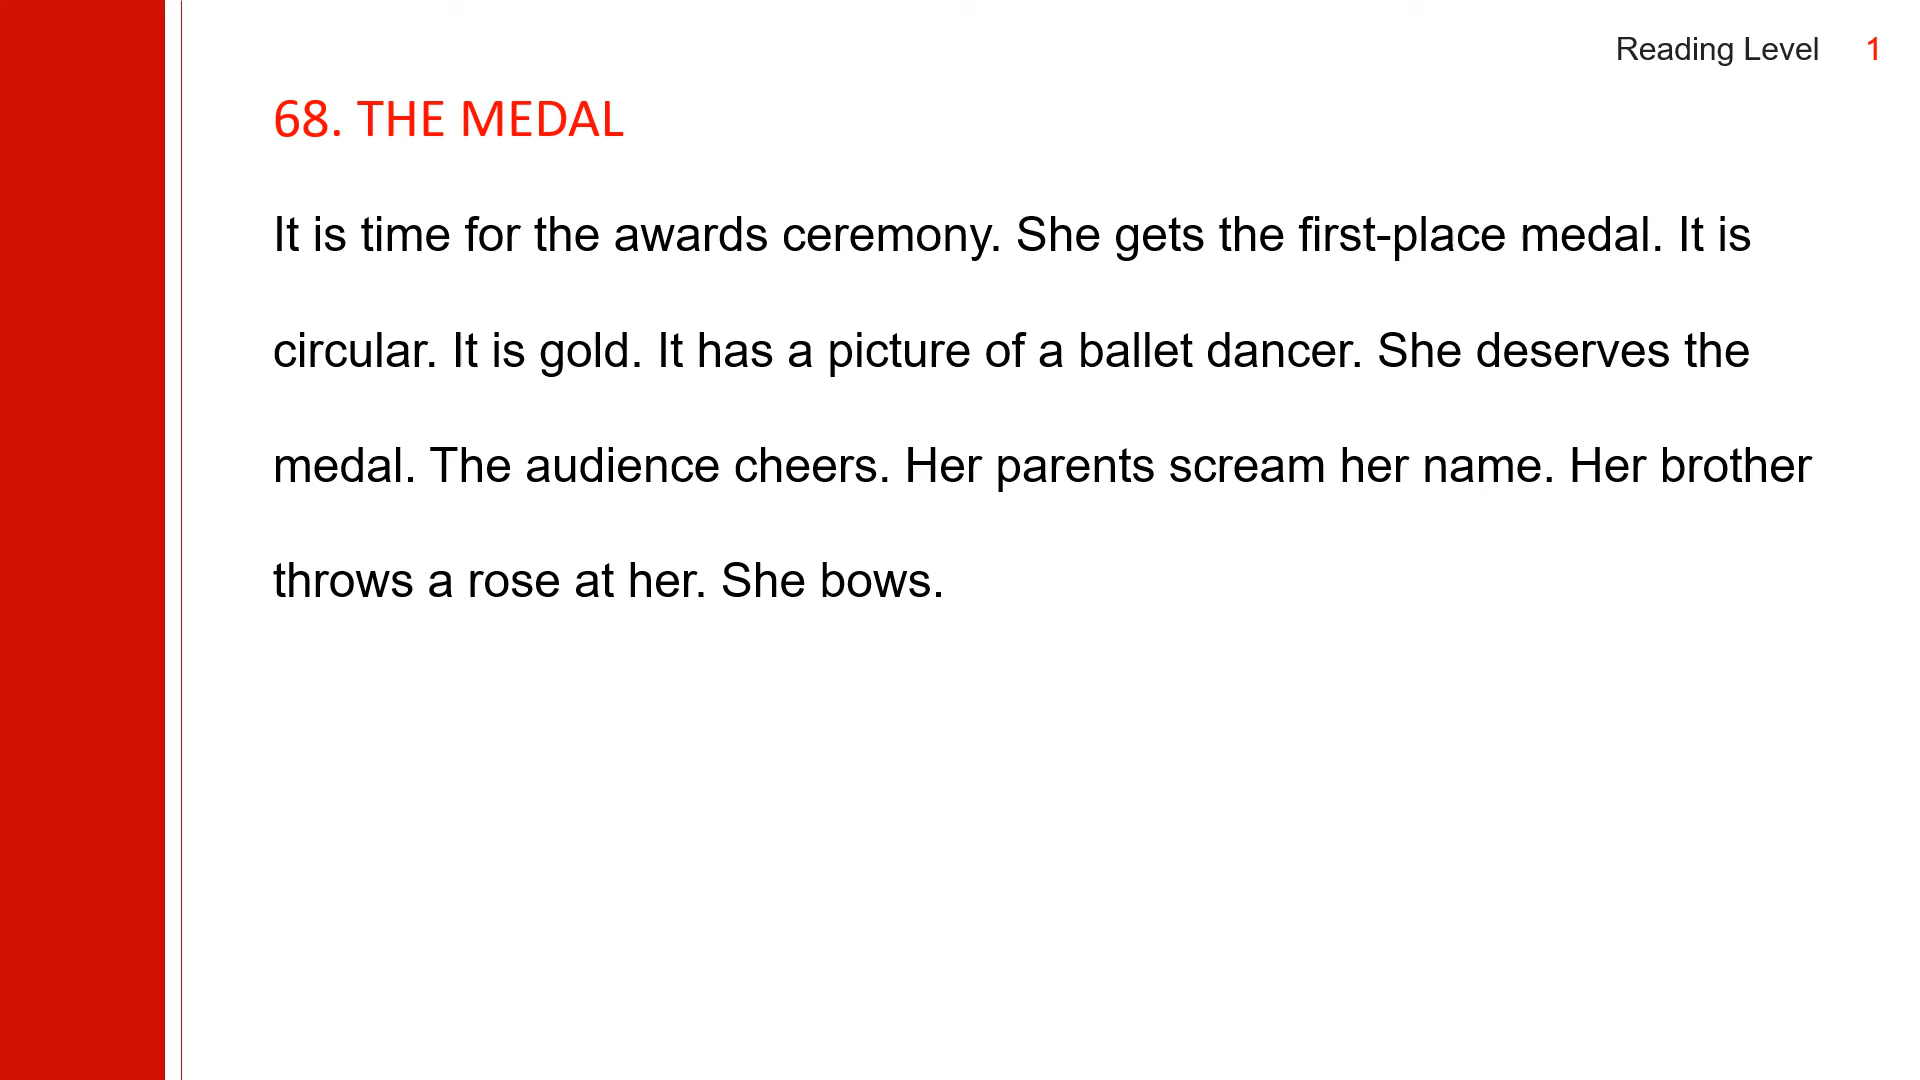 Reading Level 1
68. THE MEDAL
It is time for the awards ceremony. She gets the first-place medal. It is
circular. It is gold. It has a picture of a ballet dancer. She deserves the
medal. The audience cheers. Her parents scream her name. Her brother
throws a rose at her. She bows.